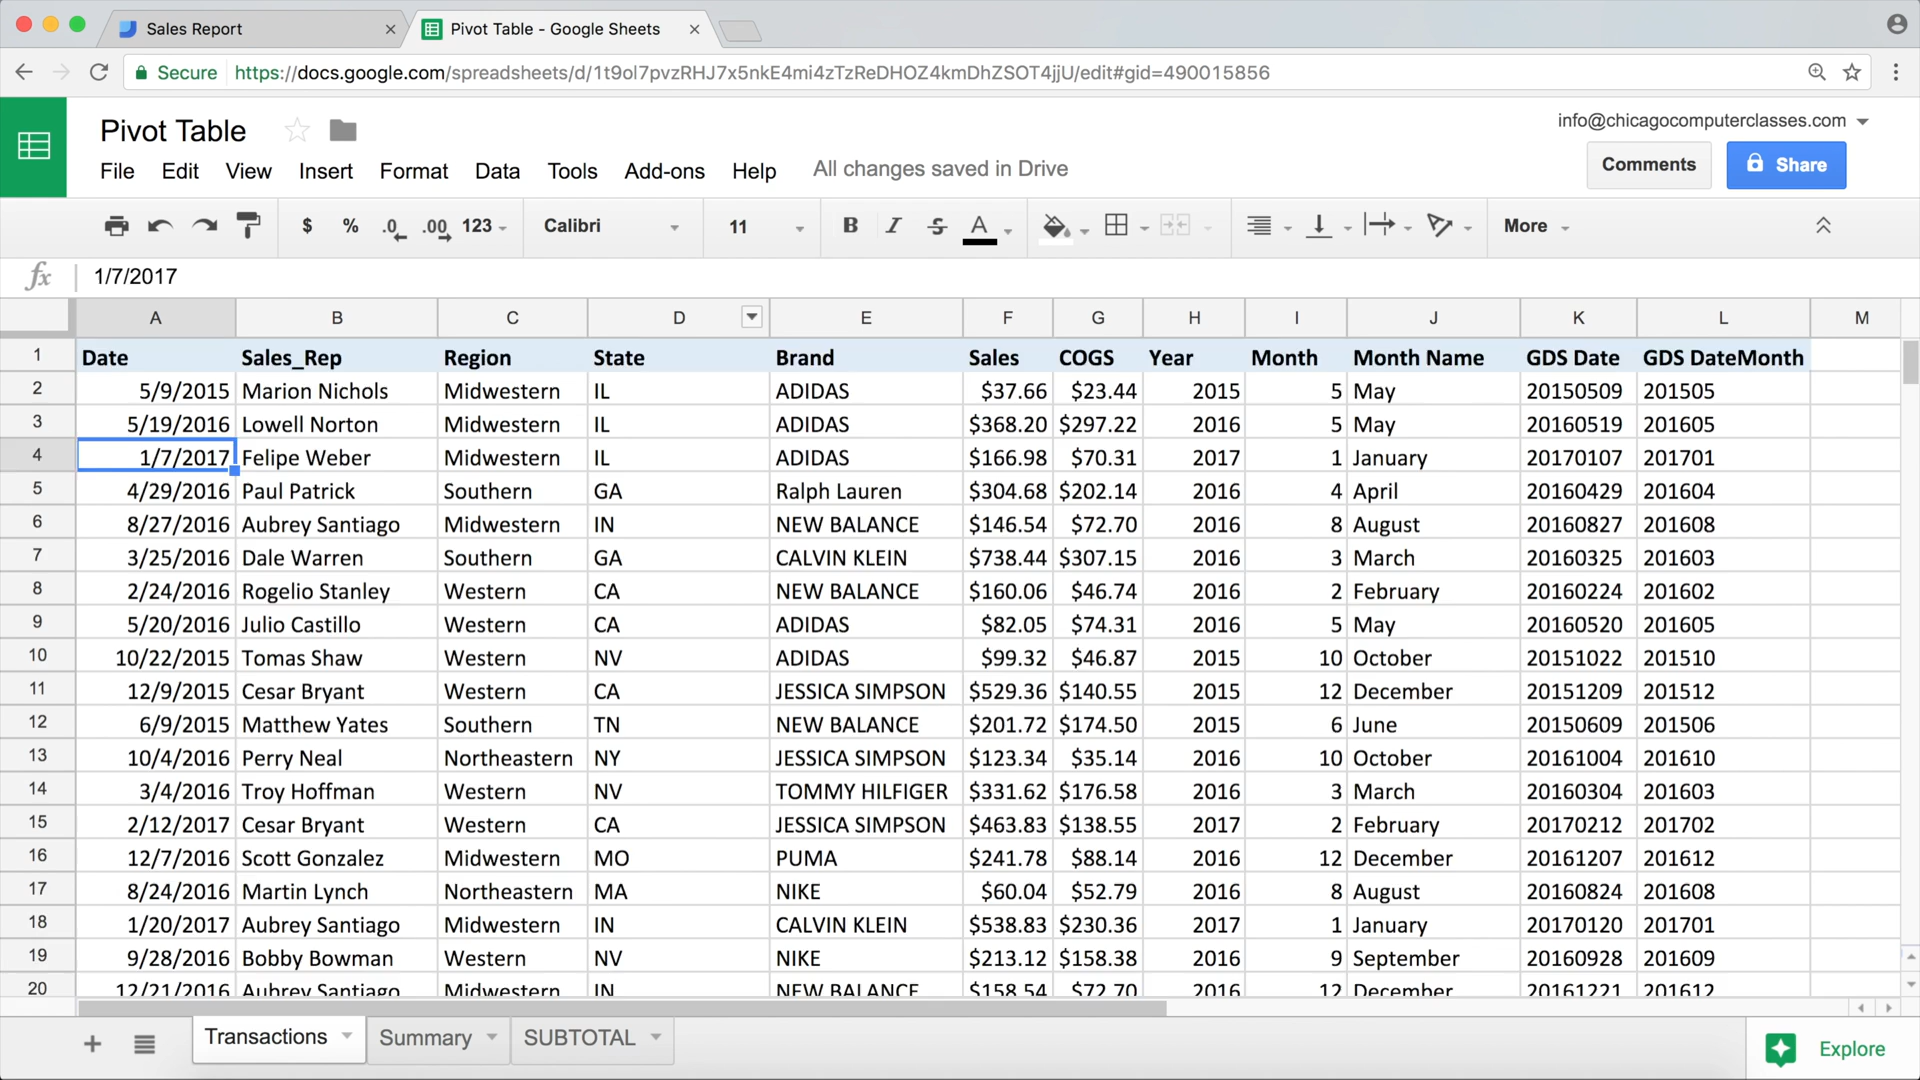 Sales Report
Pivot Table - Google Sheets
Secure https://docs.google.com/spreadsheets/d/1t9ol7pvzRHJ7x5nkE4mi4zTzReDHOZ4kmDhZSOT4jjU/edit#gid=490015856
Pivot Table
info@chicagocomputerclasses.com
File Edit View Insert Format Data Tools Add-ons Help All changes saved in Drive
Comments Share
$ % .0 .00 123 Calibri 11 B I S A More
fx 1/7/2017
A B C D E F G H I J K L M
1 Date Sales_Rep Region State Brand Sales COGS Year Month Month Name GDS Date GDS DateMonth
2 5/9/2015 Marion Nichols Midwestern IL ADIDAS $37.66 $23.44 2015 5 May 20150509 201505
3 5/19/2016 Lowell Norton Midwestern IL ADIDAS $368.20 $297.22 2016 5 May 20160519 201605
4 1/7/2017 Felipe Weber Midwestern IL ADIDAS $166.98 $70.31 2017 1 January 20170107 201701
5 4/29/2016 Paul Patrick Southern GA Ralph Lauren $304.68 $202.14 2016 4 April 20160429 201604
6 8/27/2016 Aubrey Santiago Midwestern IN NEW BALANCE $146.54 $72.70 2016 8 August 20160827 201608
7 3/25/2016 Dale Warren Southern GA CALVIN KLEIN $738.44 $307.15 2016 3 March 20160325 201603
8 2/24/2016 Rogelio Stanley Western CA NEW BALANCE $160.06 $46.74 2016 2 February 20160224 201602
9 5/20/2016 Julio Castillo Western CA ADIDAS $82.05 $74.31 2016 5 May 20160520 201605
10 10/22/2015 Tomas Shaw Western NV ADIDAS $99.32 $46.87 2015 10 October 20151022 201510
11 12/9/2015 Cesar Bryant Western CA JESSICA SIMPSON $529.36 $140.55 2015 12 December 20151209 201512
12 6/9/2015 Matthew Yates Southern TN NEW BALANCE $201.72 $174.50 2015 6 June 20150609 201506
13 10/4/2016 Perry Neal Northeastern NY JESSICA SIMPSON $123.34 $35.14 2016 10 October 20161004 201610
14 3/4/2016 Troy Hoffman Western NV TOMMY HILFIGER $331.62 $176.58 2016 3 March 20160304 201603
15 2/12/2017 Cesar Bryant Western CA JESSICA SIMPSON $463.83 $138.55 2017 2 February 20170212 201702
16 12/7/2016 Scott Gonzalez Midwestern MO PUMA $241.78 $88.14 2016 12 December 20161207 201612
17 8/24/2016 Martin Lynch Northeastern MA NIKE $60.04 $52.79 2016 8 August 20160824 201608
18 1/20/2017 Aubrey Santiago Midwestern IN CALVIN KLEIN $538.83 $230.36 2017 1 January 20170120 201701
19 9/28/2016 Bobby Bowman Western NV NIKE $213.12 $158.38 2016 9 September 20160928 201609
20 12/21/2016 Aubrey Santiago Midwestern IN NEW BALANCE $158.54 $72.70 2016 12 December 20161221 201612
Transactions Summary SUBTOTAL Explore